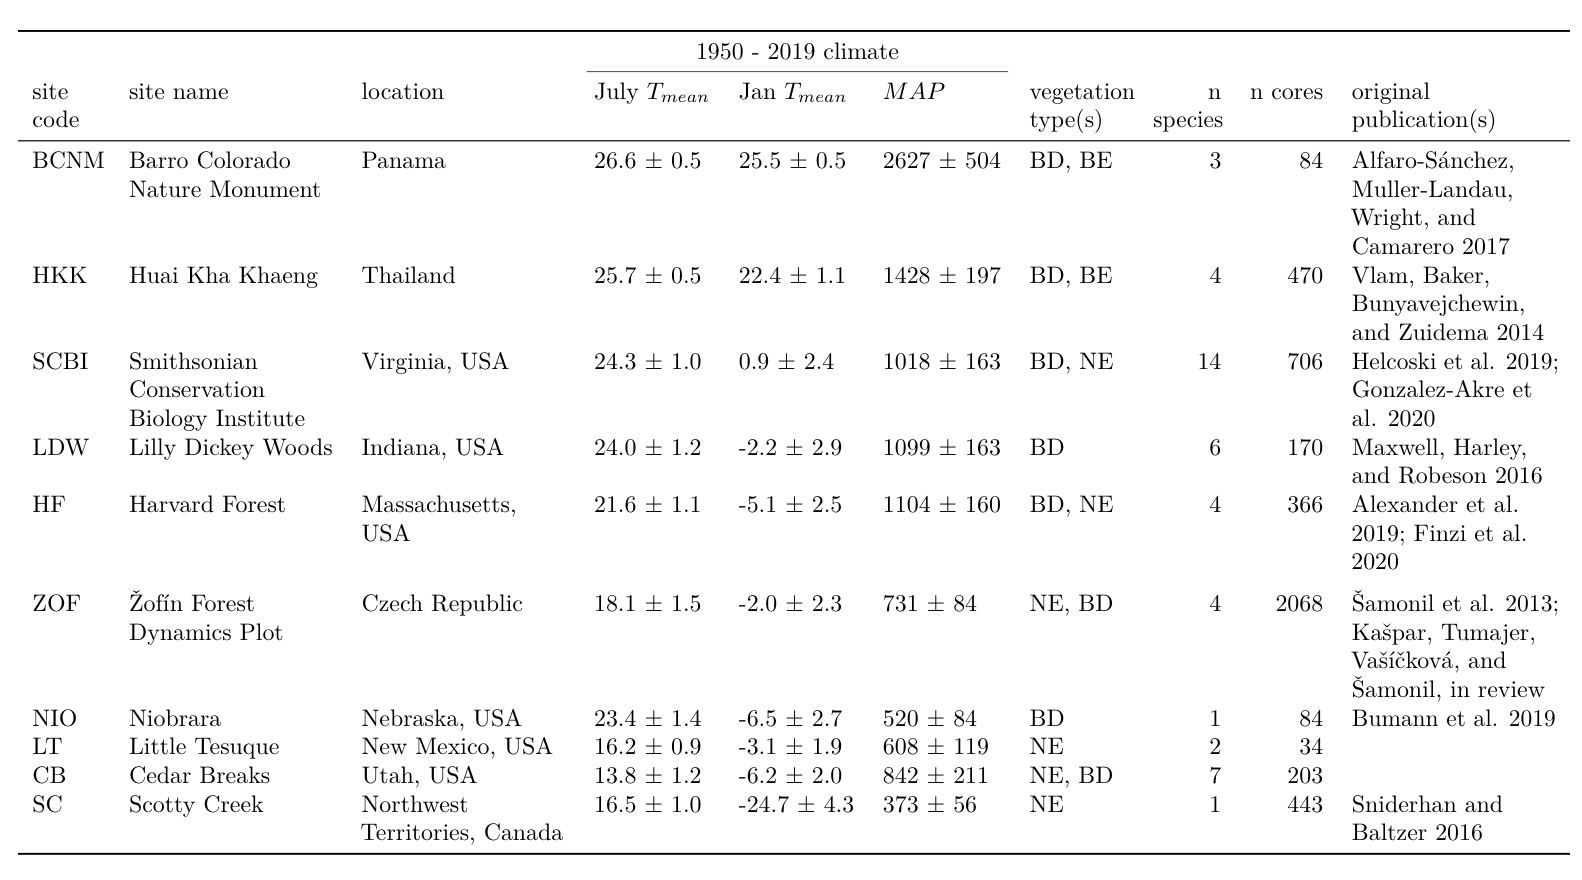 1950 - 2019 climate
site site name location July T_mean Jan T_mean MAP vegetation n n cores original
code type(s) species publication(s)
BCNM Barro Colorado Panama 26.6 ± 0.5 25.5 ± 0.5 2627 ± 504 BD, BE 3 84 Alfaro-Sánchez,
Nature Monument Muller-Landau,
Wright, and
Camarero 2017
HKK Huai Kha Khaeng Thailand 25.7 ± 0.5 22.4 ± 1.1 1428 ± 197 BD, BE 4 470 Vlam, Baker,
Bunyavejchewin,
and Zuidema 2014
SCBI Smithsonian Virginia, USA 24.3 ± 1.0 0.9 ± 2.4 1018 ± 163 BD, NE 14 706 Helcoski et al. 2019;
Conservation Gonzalez-Akre et
Biology Institute al. 2020
LDW Lilly Dickey Woods Indiana, USA 24.0 ± 1.2 -2.2 ± 2.9 1099 ± 163 BD 6 170 Maxwell, Harley,
and Robeson 2016
HF Harvard Forest Massachusetts, 21.6 ± 1.1 -5.1 ± 2.5 1104 ± 160 BD, NE 4 366 Alexander et al.
USA 2019; Finzi et al.
2020
ZOF Žofín Forest Czech Republic 18.1 ± 1.5 -2.0 ± 2.3 731 ± 84 NE, BD 4 2068 Šamonil et al. 2013;
Dynamics Plot Kašpar, Tumajer,
Vašíčková, and
Šamonil, in review
NIO Niobrara Nebraska, USA 23.4 ± 1.4 -6.5 ± 2.7 520 ± 84 BD 1 84 Bumann et al. 2019
LT Little Tesuque New Mexico, USA 16.2 ± 0.9 -3.1 ± 1.9 608 ± 119 NE 2 34
CB Cedar Breaks Utah, USA 13.8 ± 1.2 -6.2 ± 2.0 842 ± 211 NE, BD 7 203
SC Scotty Creek Northwest 16.5 ± 1.0 -24.7 ± 4.3 373 ± 56 NE 1 443 Sniderhan and
Territories, Canada Baltzer 2016